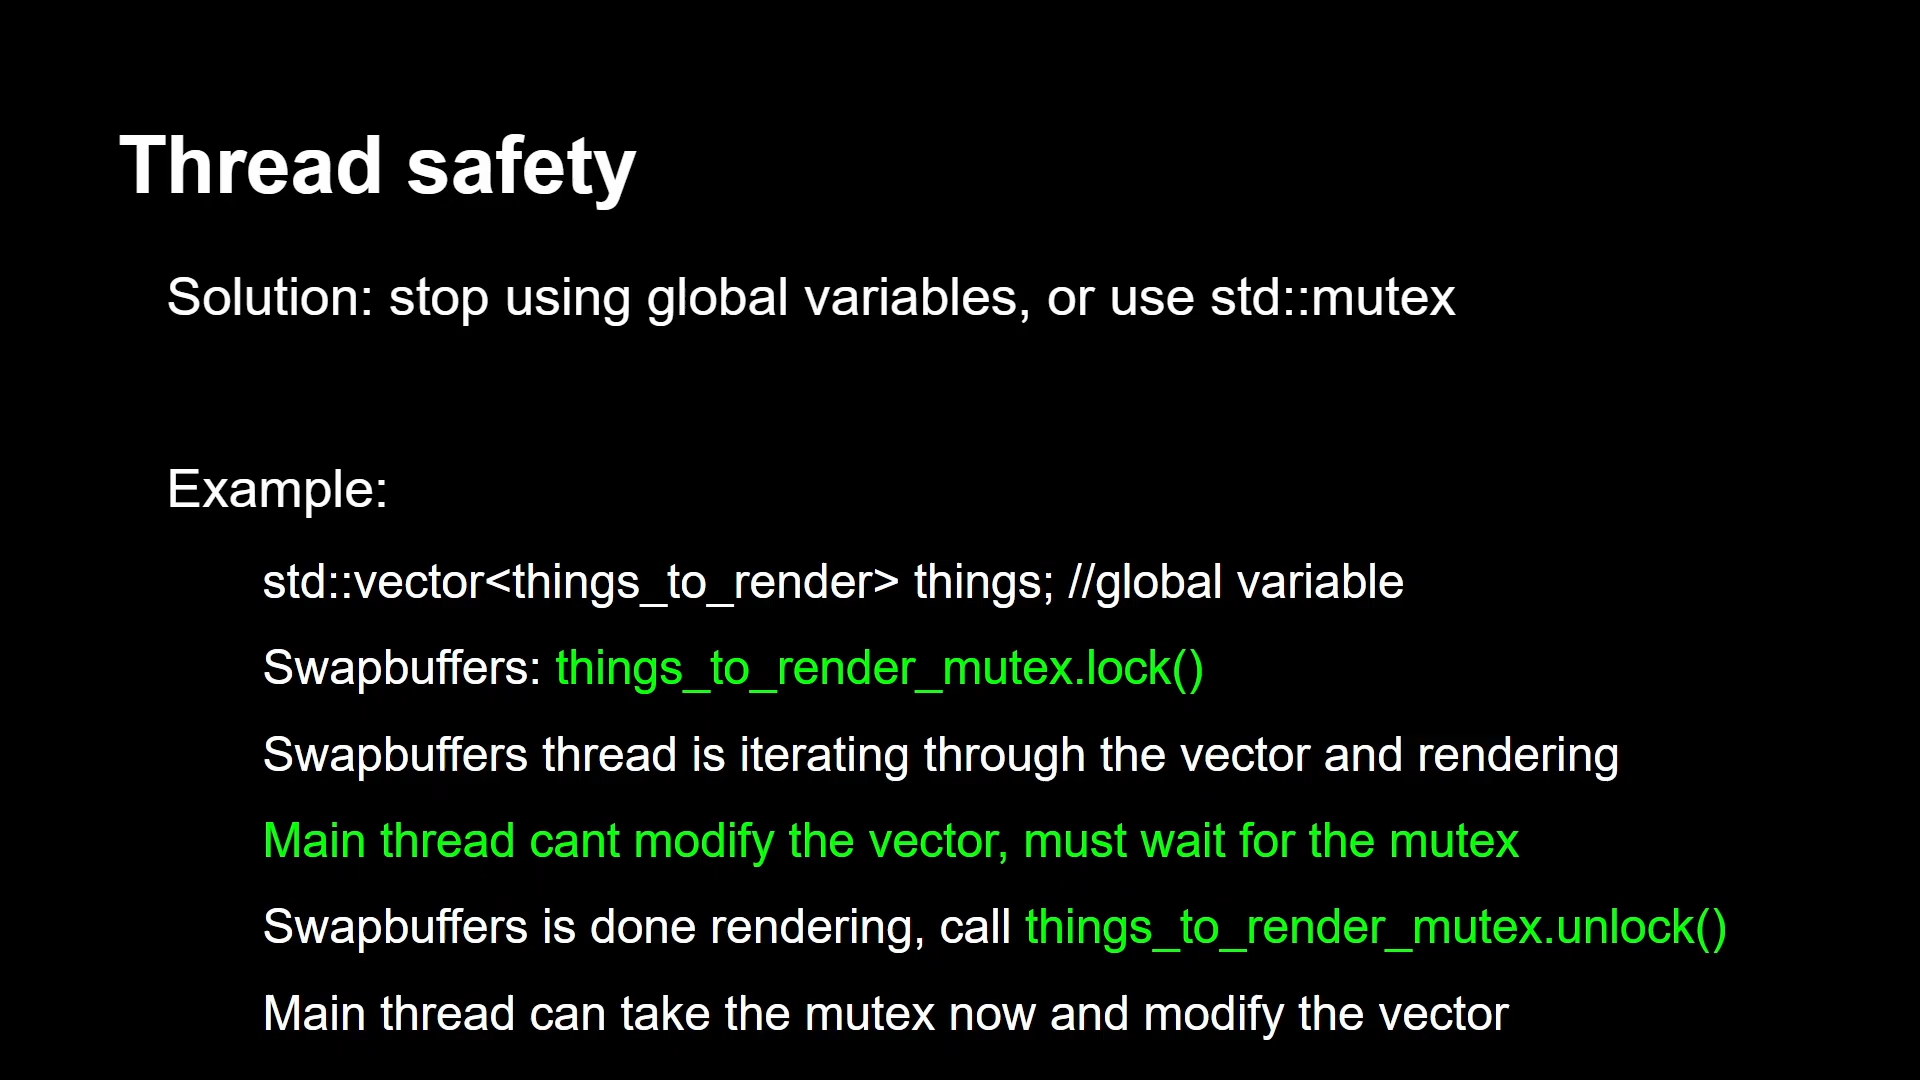 Thread safety
Solution: stop using global variables, or use std::mutex
Example:
std::vector<things_to_render> things; //global variable
Swapbuffers: things_to_render_mutex.lock()
Swapbuffers thread is iterating through the vector and rendering
Main thread cant modify the vector, must wait for the mutex
Swapbuffers is done rendering, call things_to_render_mutex.unlock()
Main thread can take the mutex now and modify the vector